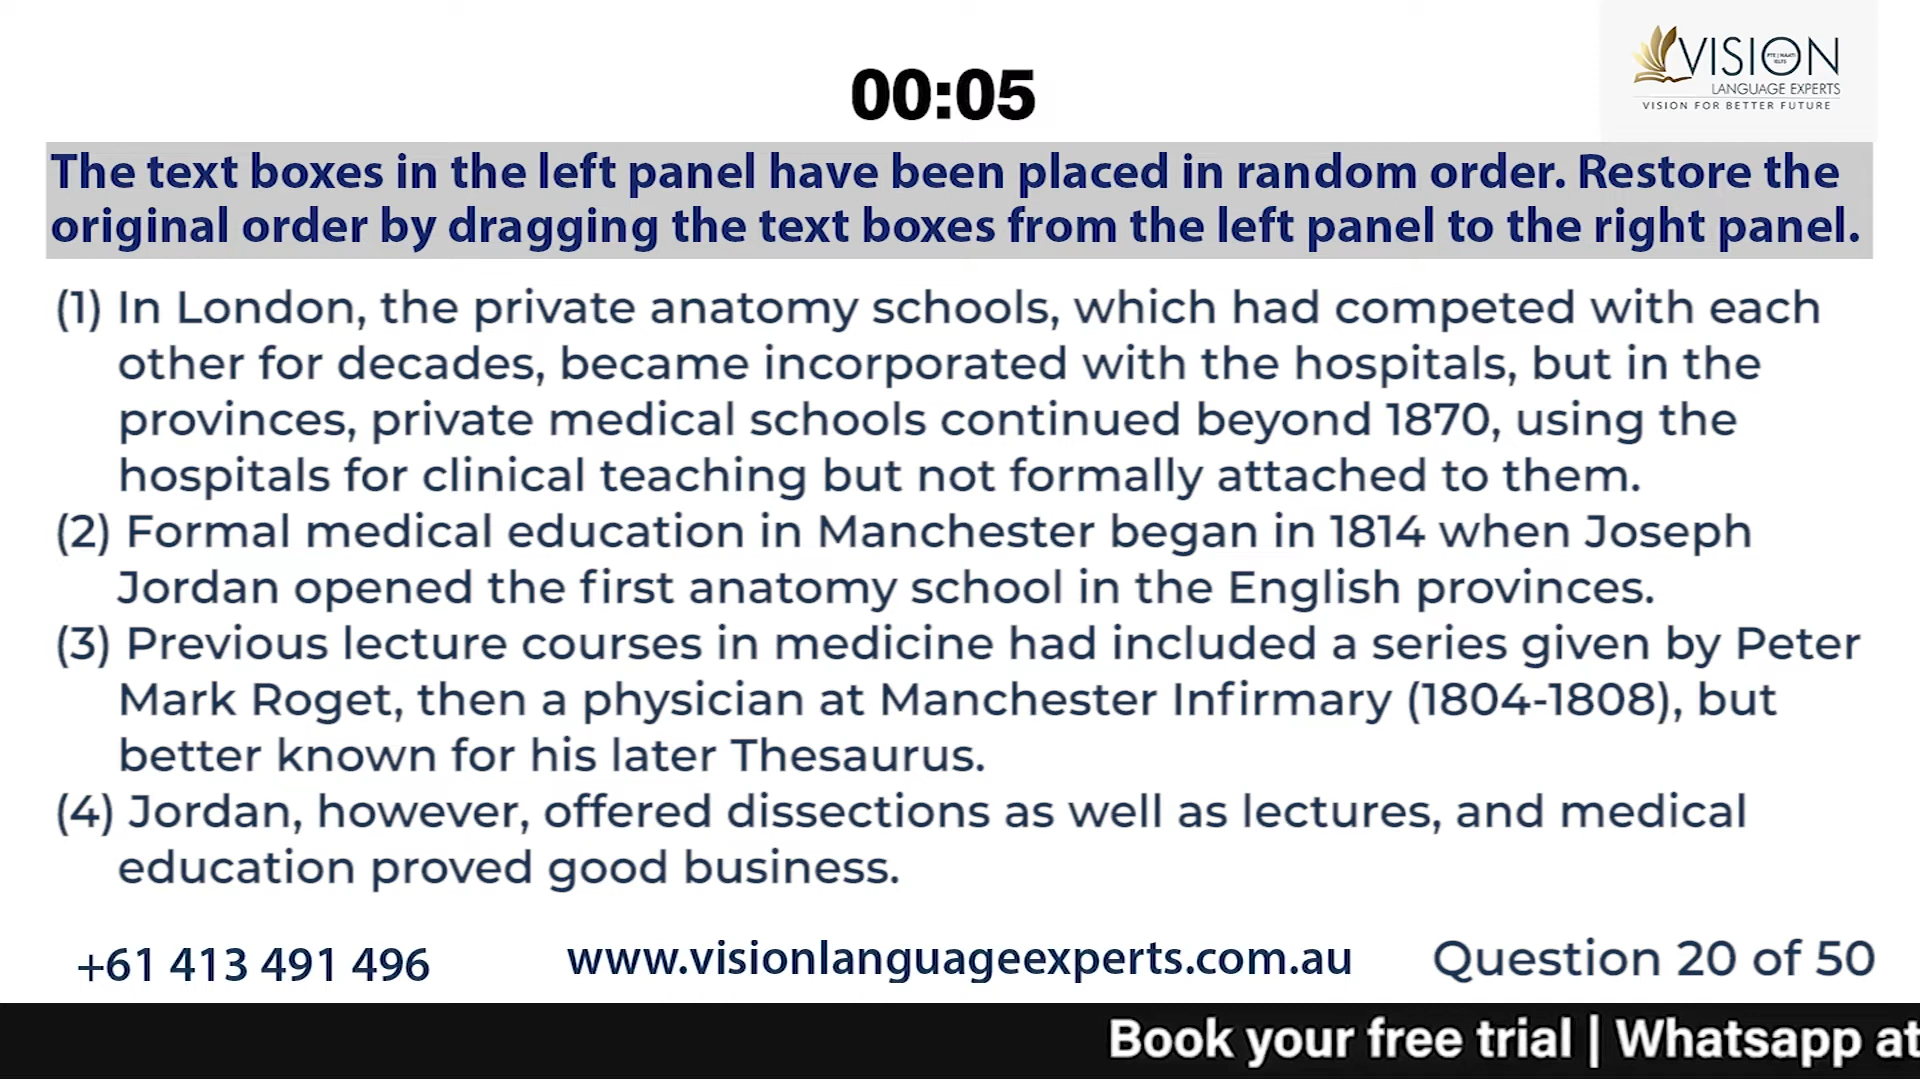 VISION
PTE | NAATI
IELTS
LANGUAGE EXPERTS
VISION FOR BETTER FUTURE
00:05
The text boxes in the left panel have been placed in random order. Restore the
original order by dragging the text boxes from the left panel to the right panel.
(1) In London, the private anatomy schools, which had competed with each
other for decades, became incorporated with the hospitals, but in the
provinces, private medical schools continued beyond 1870, using the
hospitals for clinical teaching but not formally attached to them.
(2) Formal medical education in Manchester began in 1814 when Joseph
Jordan opened the first anatomy school in the English provinces.
(3) Previous lecture courses in medicine had included a series given by Peter
Mark Roget, then a physician at Manchester Infirmary (1804-1808), but
better known for his later Thesaurus.
(4) Jordan, however, offered dissections as well as lectures, and medical
education proved good business.
+61 413 491 496 www.visionlanguageexperts.com.au Question 20 of 50
Book your free trial | Whatsapp at